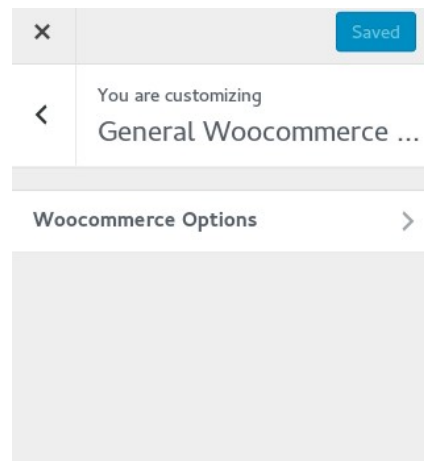 Saved
You are customizing
General Woocommerce ...
Woocommerce Options